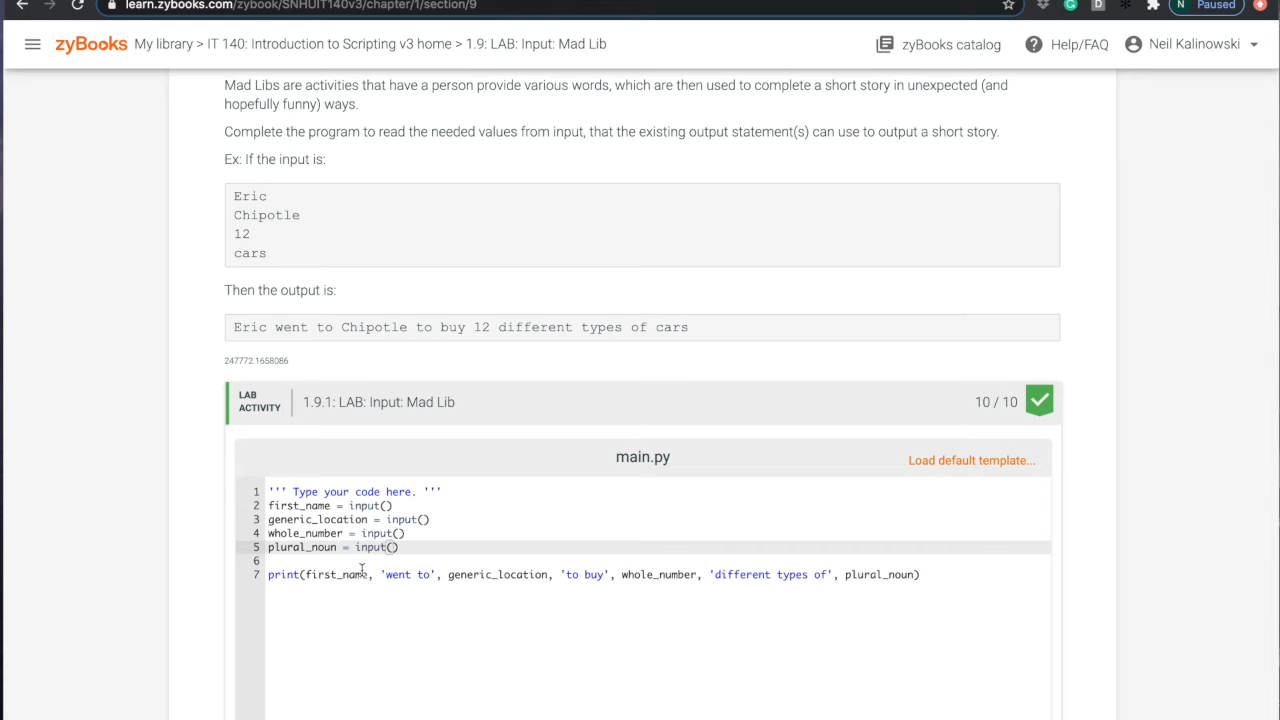 learn.zybooks.com/zybook/SNHUIT140v3/chapter/1/section/9
N Paused
zyBooks My library > IT 140: Introduction to Scripting v3 home > 1.9: LAB: Input: Mad Lib
zyBooks catalog
Help/FAQ
Neil Kalinowski
Mad Libs are activities that have a person provide various words, which are then used to complete a short story in unexpected (and
hopefully funny) ways.
Complete the program to read the needed values from input, that the existing output statement(s) can use to output a short story.
Ex: If the input is:
Eric
Chipotle
12
cars
Then the output is:
Eric went to Chipotle to buy 12 different types of cars
247772.1658086
LAB
ACTIVITY
1.9.1: LAB: Input: Mad Lib
10 / 10
main.py
Load default template...
1 ''' Type your code here. '''
2 first_name = input()
3 generic_location = input()
4 whole_number = input()
5 plural_noun = input()
6
7 print(first_name, 'went to', generic_location, 'to buy', whole_number, 'different types of', plural_noun)